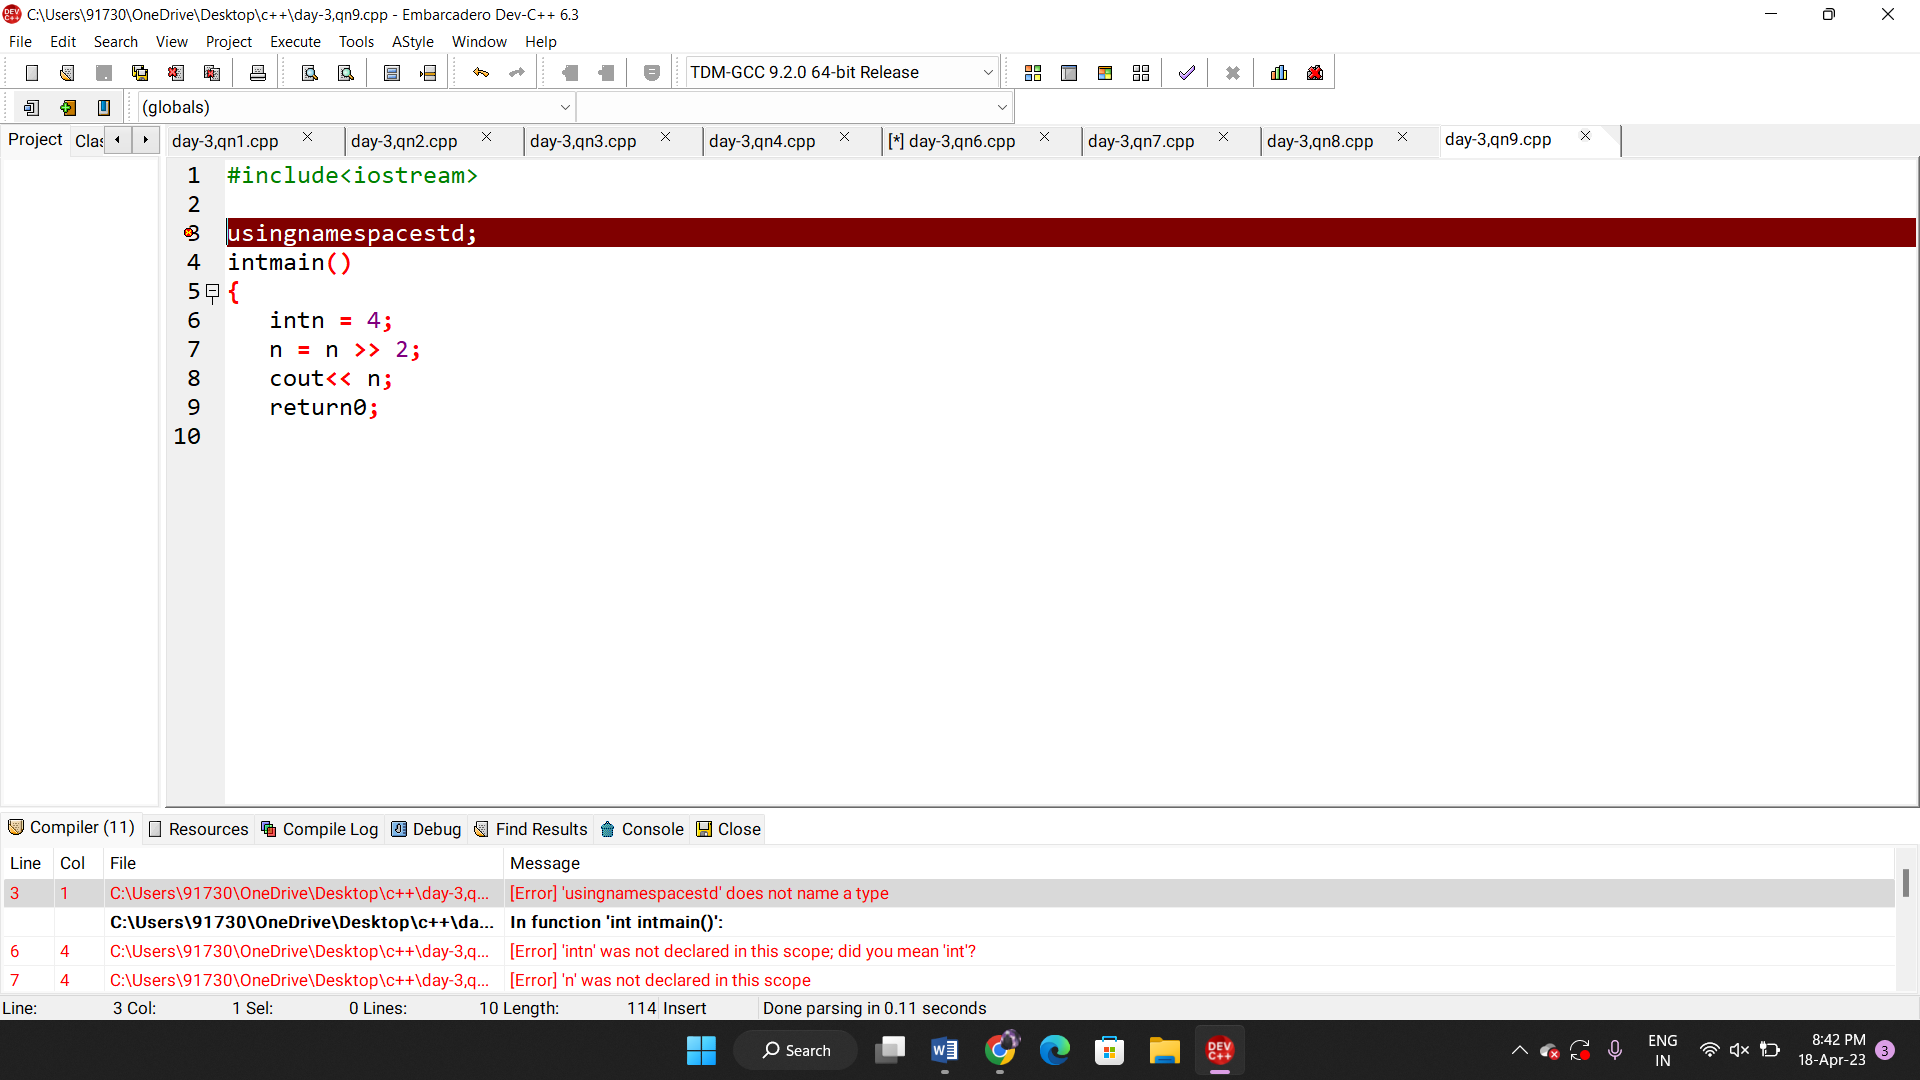 C:\Users\91730\OneDrive\Desktop\c++\day-3,qn9.cpp - Embarcadero Dev-C++ 6.3
File Edit Search View Project Execute Tools AStyle Window Help
TDM-GCC 9.2.0 64-bit Release
(globals)
Project Clas
day-3,qn1.cpp day-3,qn2.cpp day-3,qn3.cpp day-3,qn4.cpp [*] day-3,qn6.cpp day-3,qn7.cpp day-3,qn8.cpp day-3,qn9.cpp
1 #include<iostream>
2
3 usingnamespacestd;
4 intmain()
5 {
6 intn = 4;
7 n = n >> 2;
8 cout<< n;
9 return0;
10
Compiler (11) Resources Compile Log Debug Find Results Console Close
Line Col File Message
3 1 C:\Users\91730\OneDrive\Desktop\c++\day-3,q... [Error] 'usingnamespacestd' does not name a type
C:\Users\91730\OneDrive\Desktop\c++\da... In function 'int intmain()':
6 4 C:\Users\91730\OneDrive\Desktop\c++\day-3,q... [Error] 'intn' was not declared in this scope; did you mean 'int'?
7 4 C:\Users\91730\OneDrive\Desktop\c++\day-3,q... [Error] 'n' was not declared in this scope
Line: 3 Col: 1 Sel: 0 Lines: 10 Length: 114 Insert Done parsing in 0.11 seconds
Search
DEV C++
ENG
IN
8:42 PM
18-Apr-23
3